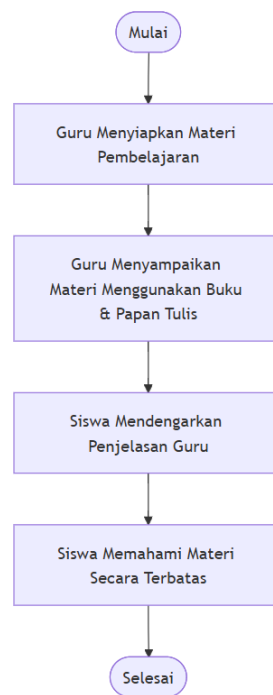 Mulai
Guru Menyiapkan Materi
Pembelajaran
Guru Menyampaikan
Materi Menggunakan Buku
& Papan Tulis
Siswa Mendengarkan
Penjelasan Guru
Siswa Memahami Materi
Secara Terbatas
Selesai